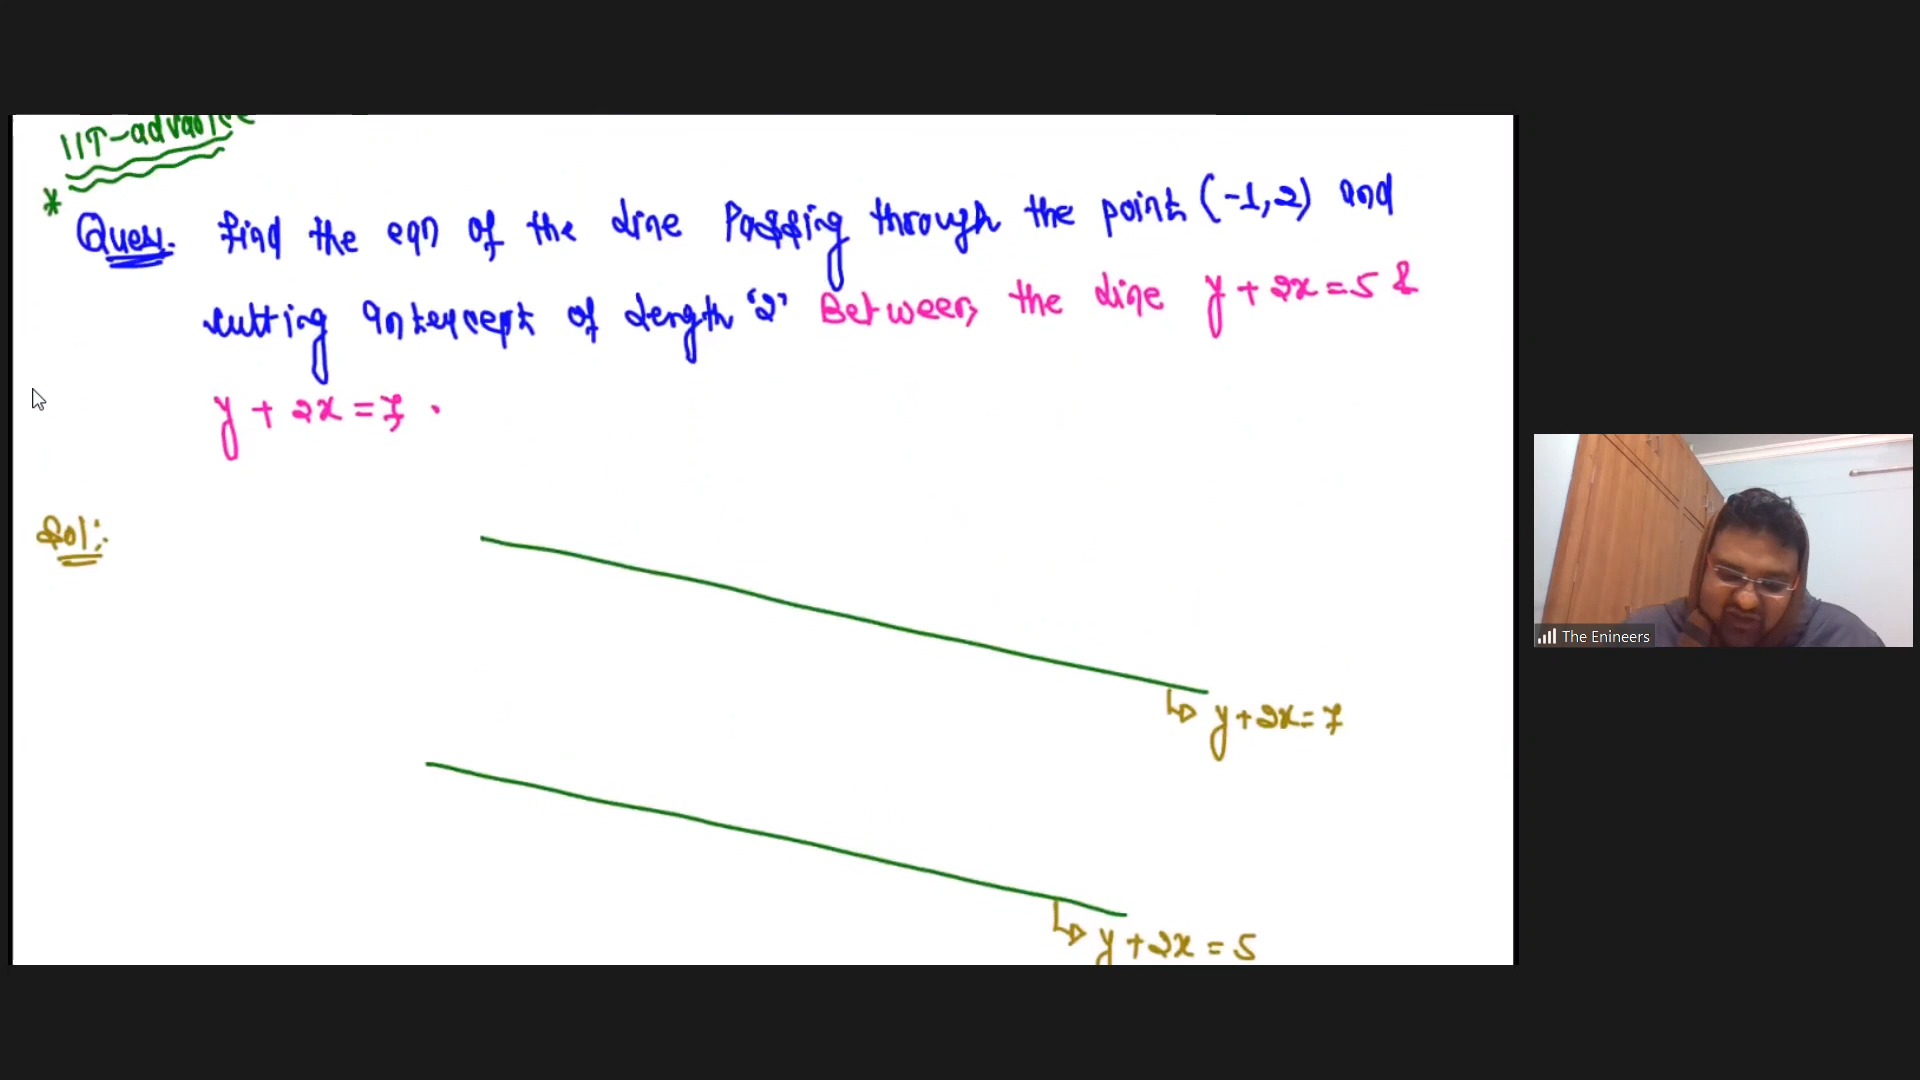 IIT-advance
* Ques. Find the eqn of the line Passing through the point (-1,2) and
cutting intercept of length '2' Between the line y + 2x = 5 &
y + 2x = 7.
Sol:
y+2x=7
y+2x=5
The Enineers